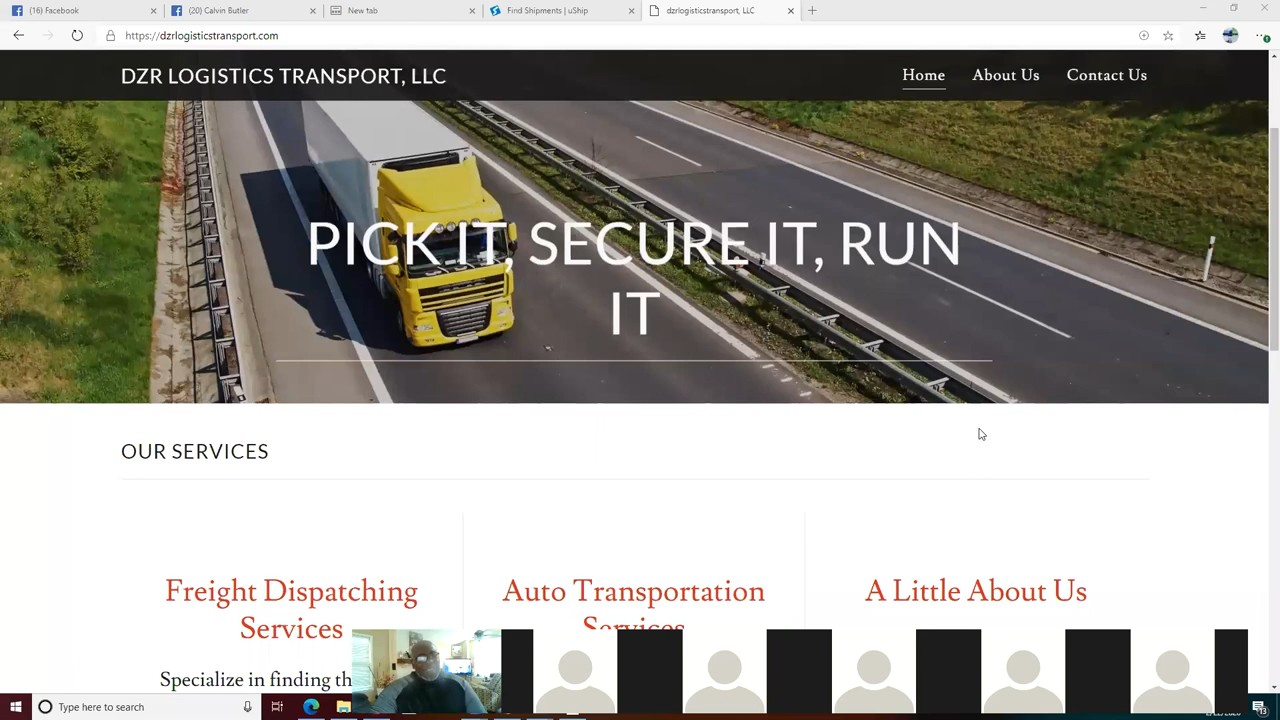 (16) Facebook
(20) Calvin Butler
New tab
Find Shipments | uShip
dzrlogisticstransport, LLC
https://dzrlogisticstransport.com
DZR LOGISTICS TRANSPORT, LLC
Home
About Us
Contact Us
PICK IT, SECURE IT, RUN
IT
OUR SERVICES
Freight Dispatching
Services
Auto Transportation
Services
A Little About Us
Specialize in finding th
Type here to search